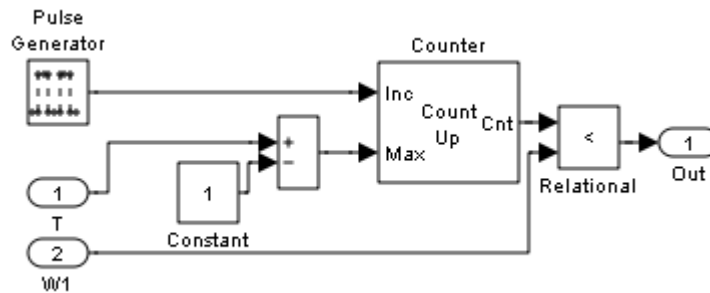 Pulse
Generator
Counter
Inc
Count
Up
Cnt
Max
+
−
<
1
Out
Relational
1
T
1
Constant
2
W1